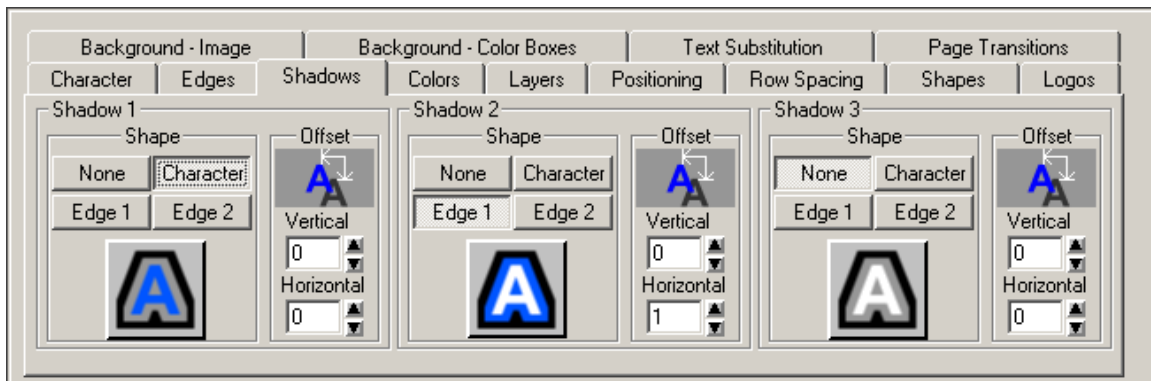 Background - Image Background - Color Boxes Text Substitution Page Transitions
Character Edges Shadows Colors Layers Positioning Row Spacing Shapes Logos
Shadow 1
Shape
None Character
Edge 1 Edge 2
A
Offset
A A
Vertical
0
Horizontal
0
Shadow 2
Shape
None Character
Edge 1 Edge 2
A
Offset
A A
Vertical
0
Horizontal
1
Shadow 3
Shape
None Character
Edge 1 Edge 2
A
Offset
A A
Vertical
0
Horizontal
0